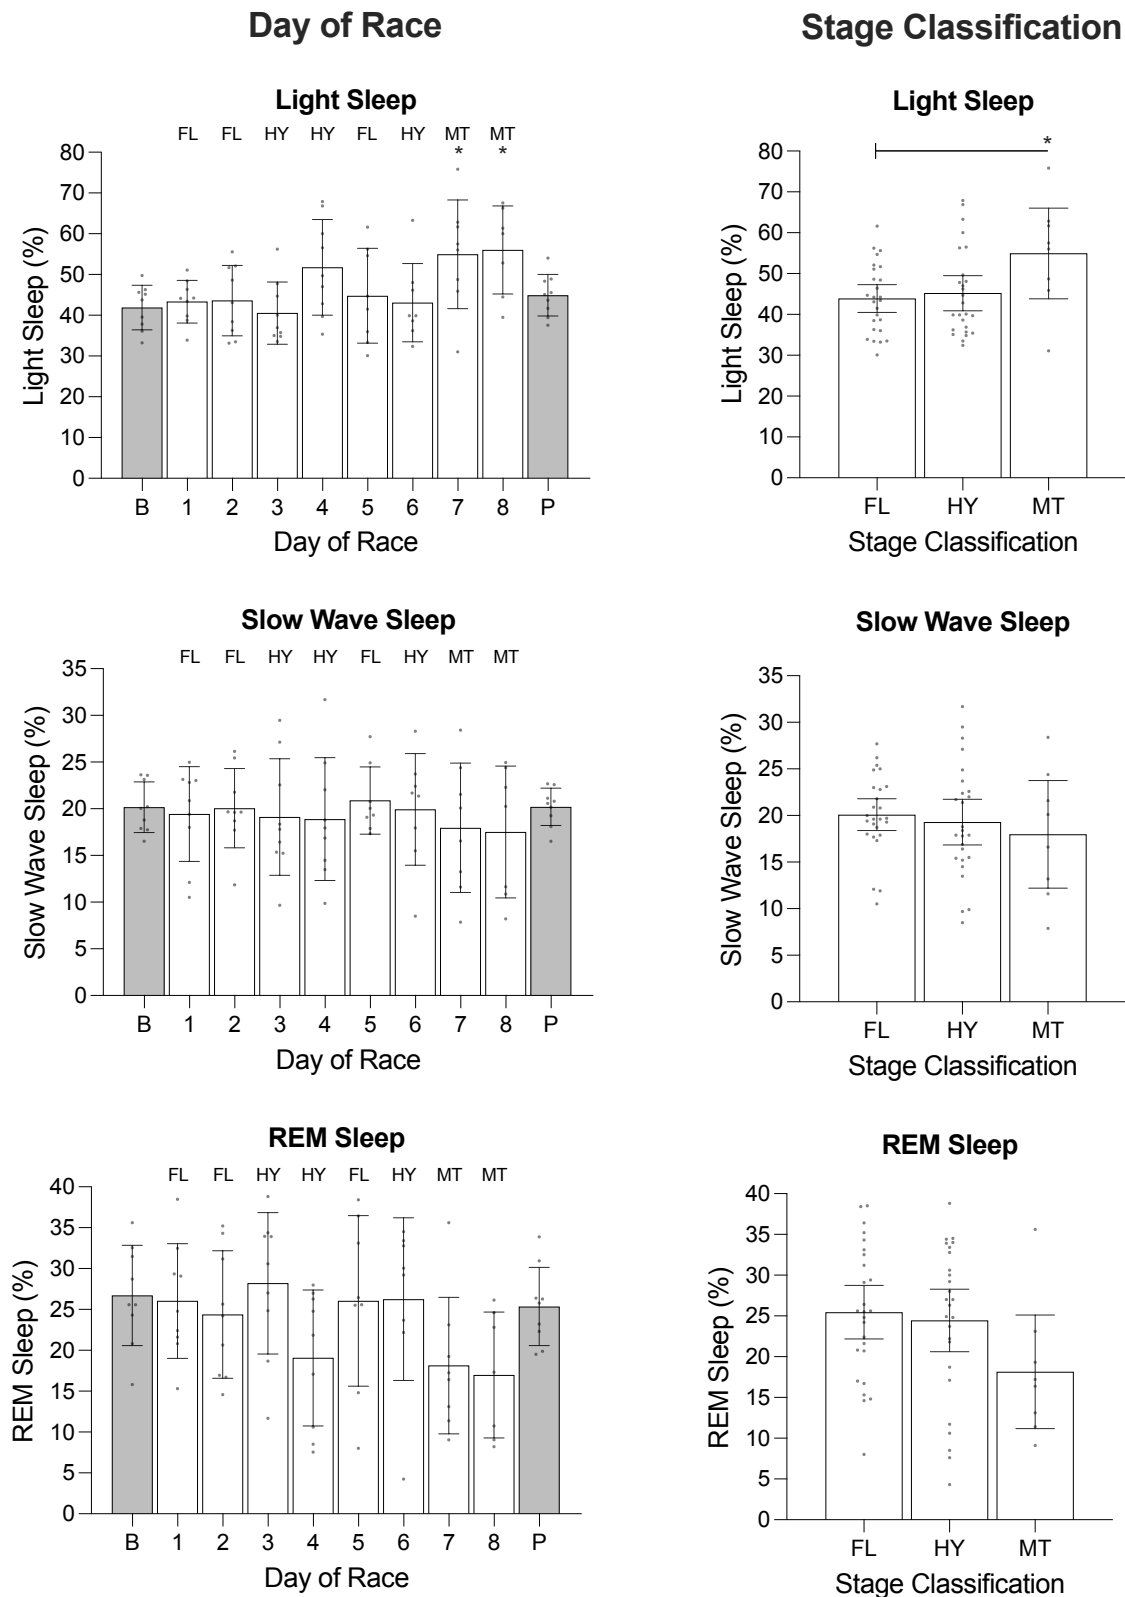 Day of Race
Stage Classification
Light Sleep
FL FL HY HY FL HY MT MT
* *
80
70
60
50
40
30
20
10
0
Light Sleep (%)
B 1 2 3 4 5 6 7 8 P
Day of Race
Light Sleep
*
80
70
60
50
40
30
20
10
0
Light Sleep (%)
FL HY MT
Stage Classification
Slow Wave Sleep
FL FL HY HY FL HY MT MT
35
30
25
20
15
10
5
0
Slow Wave Sleep (%)
B 1 2 3 4 5 6 7 8 P
Day of Race
Slow Wave Sleep
35
30
25
20
15
10
5
0
Slow Wave Sleep (%)
FL HY MT
Stage Classification
REM Sleep
FL FL HY HY FL HY MT MT
40
35
30
25
20
15
10
5
0
REM Sleep (%)
B 1 2 3 4 5 6 7 8 P
Day of Race
REM Sleep
40
35
30
25
20
15
10
5
0
REM Sleep (%)
FL HY MT
Stage Classification